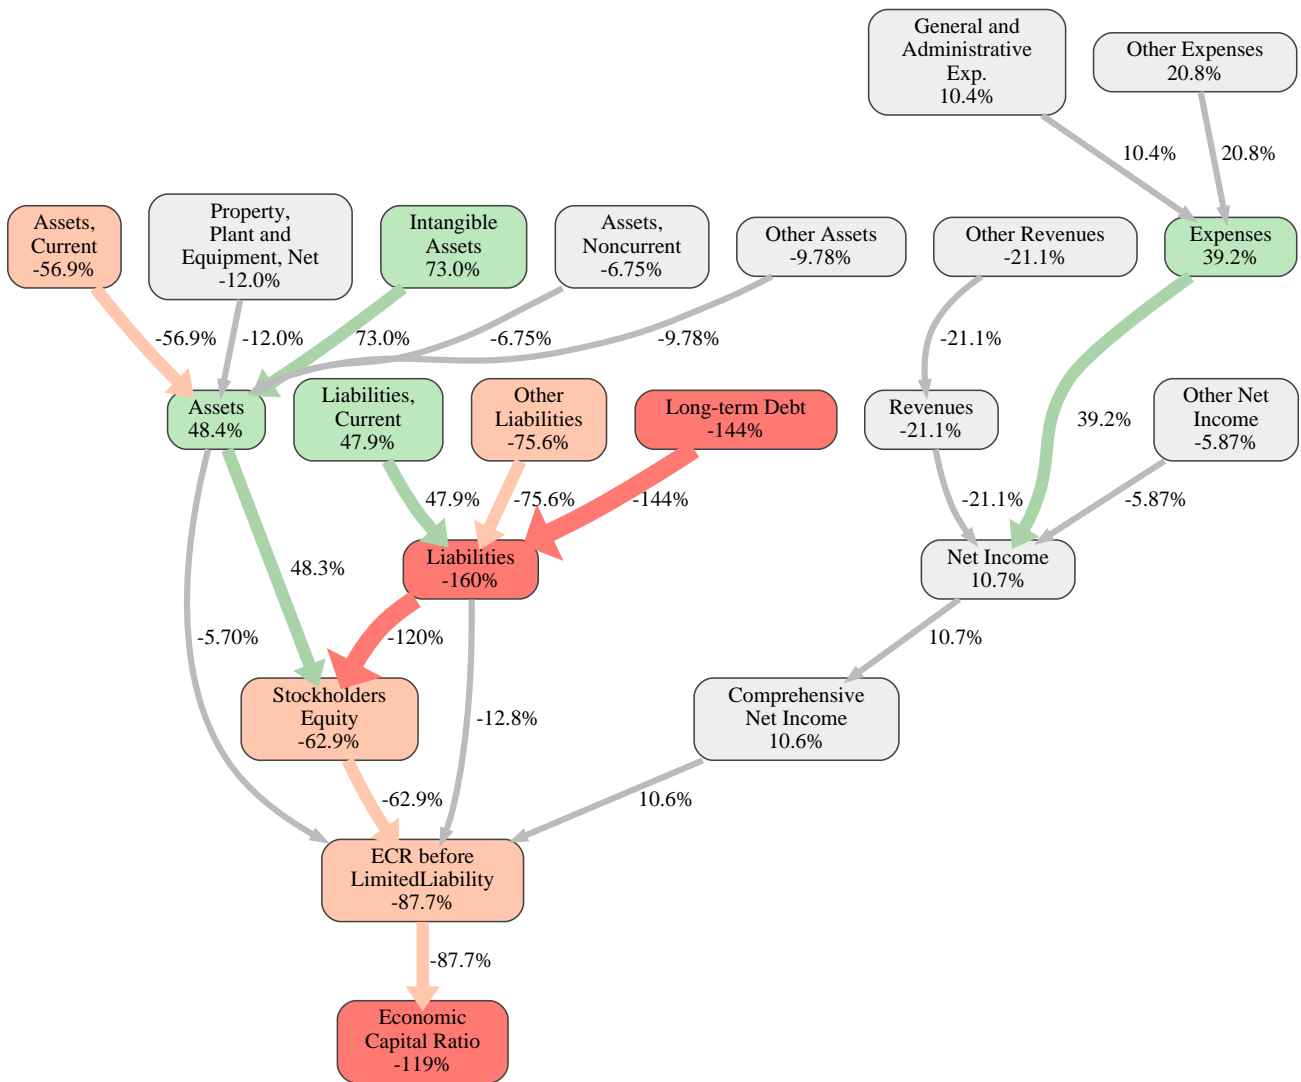 General and
Administrative
Exp.
10.4%
Other Expenses
20.8%
10.4%
20.8%
Assets,
Current
-56.9%
Property,
Plant and
Equipment, Net
-12.0%
Intangible
Assets
73.0%
Assets,
Noncurrent
-6.75%
Other Assets
-9.78%
Other Revenues
-21.1%
Expenses
39.2%
-56.9%
-12.0%
73.0%
-6.75%
-9.78%
-21.1%
39.2%
Assets
48.4%
Liabilities,
Current
47.9%
Other
Liabilities
-75.6%
Long-term Debt
-144%
Revenues
-21.1%
Other Net
Income
-5.87%
47.9%
-75.6%
-144%
-21.1%
-5.87%
48.3%
Liabilities
-160%
Net Income
10.7%
-5.70%
-120%
10.7%
-12.8%
Stockholders
Equity
-62.9%
Comprehensive
Net Income
10.6%
-62.9%
10.6%
ECR before
LimitedLiability
-87.7%
-87.7%
Economic
Capital Ratio
-119%